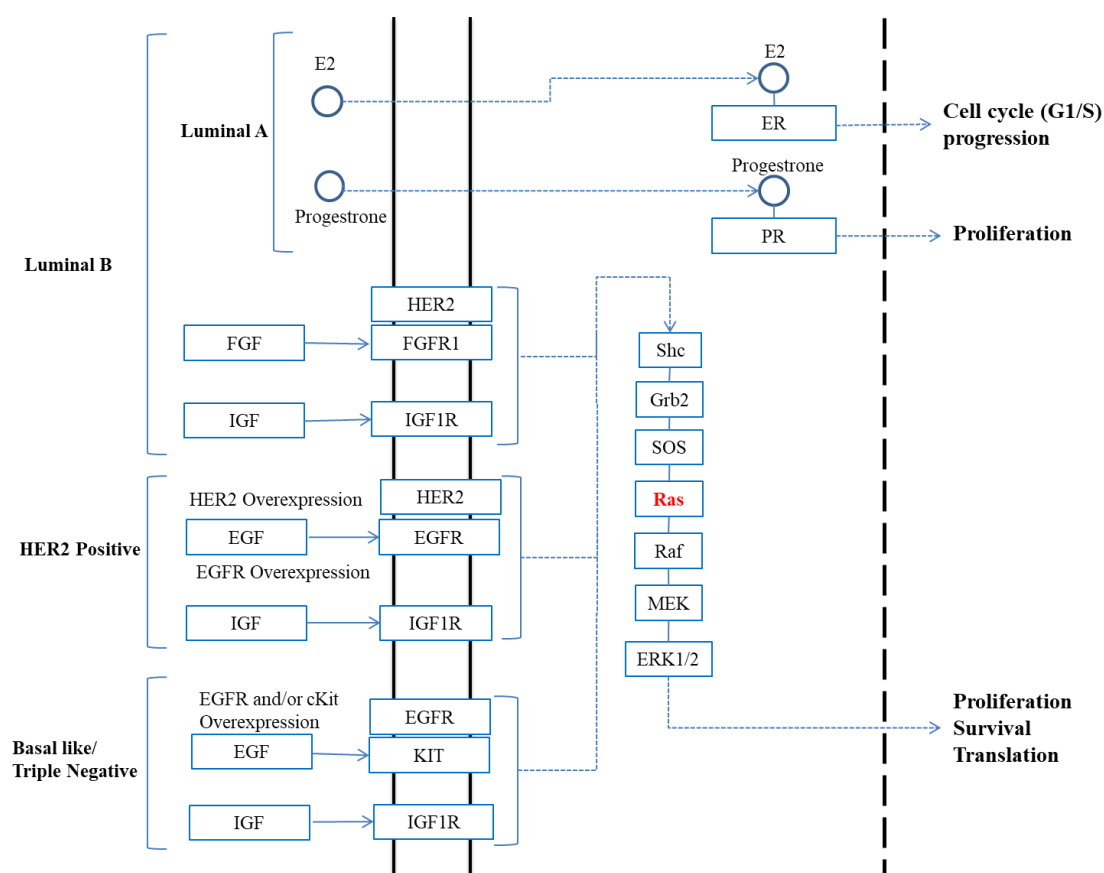 E2
E2
Luminal A
ER
Cell cycle (G1/S)
progression
Progestrone
Progestrone
PR
Proliferation
Luminal B
HER2
FGF
FGFR1
IGF
IGF1R
Shc
Grb2
SOS
Ras
Raf
MEK
ERK1/2
HER2 Positive
HER2 Overexpression
HER2
EGF
EGFR
EGFR Overexpression
IGF
IGF1R
Basal like/
Triple Negative
EGFR and/or cKit
Overexpression
EGFR
EGF
KIT
IGF
IGF1R
Proliferation
Survival
Translation